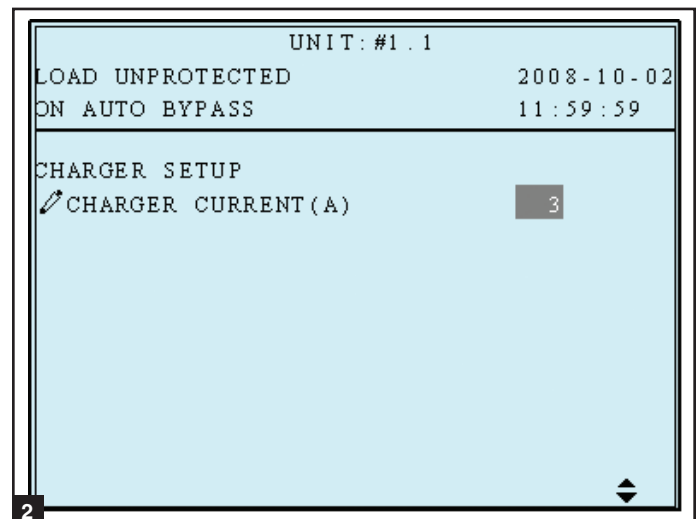 UNIT:#1.1
LOAD UNPROTECTED 2008-10-02
ON AUTO BYPASS 11:59:59
CHARGER SETUP
CHARGER CURRENT(A) 3
2